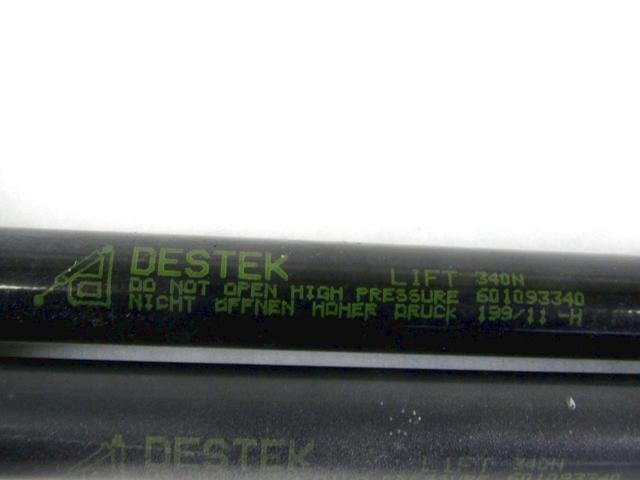 DESTEK LIFT 340N
DO NOT OPEN HIGH PRESSURE 601093340
NICHT ÖFFNEN HOHER DRUCK 199/11-H
DESTEK LIFT 340N